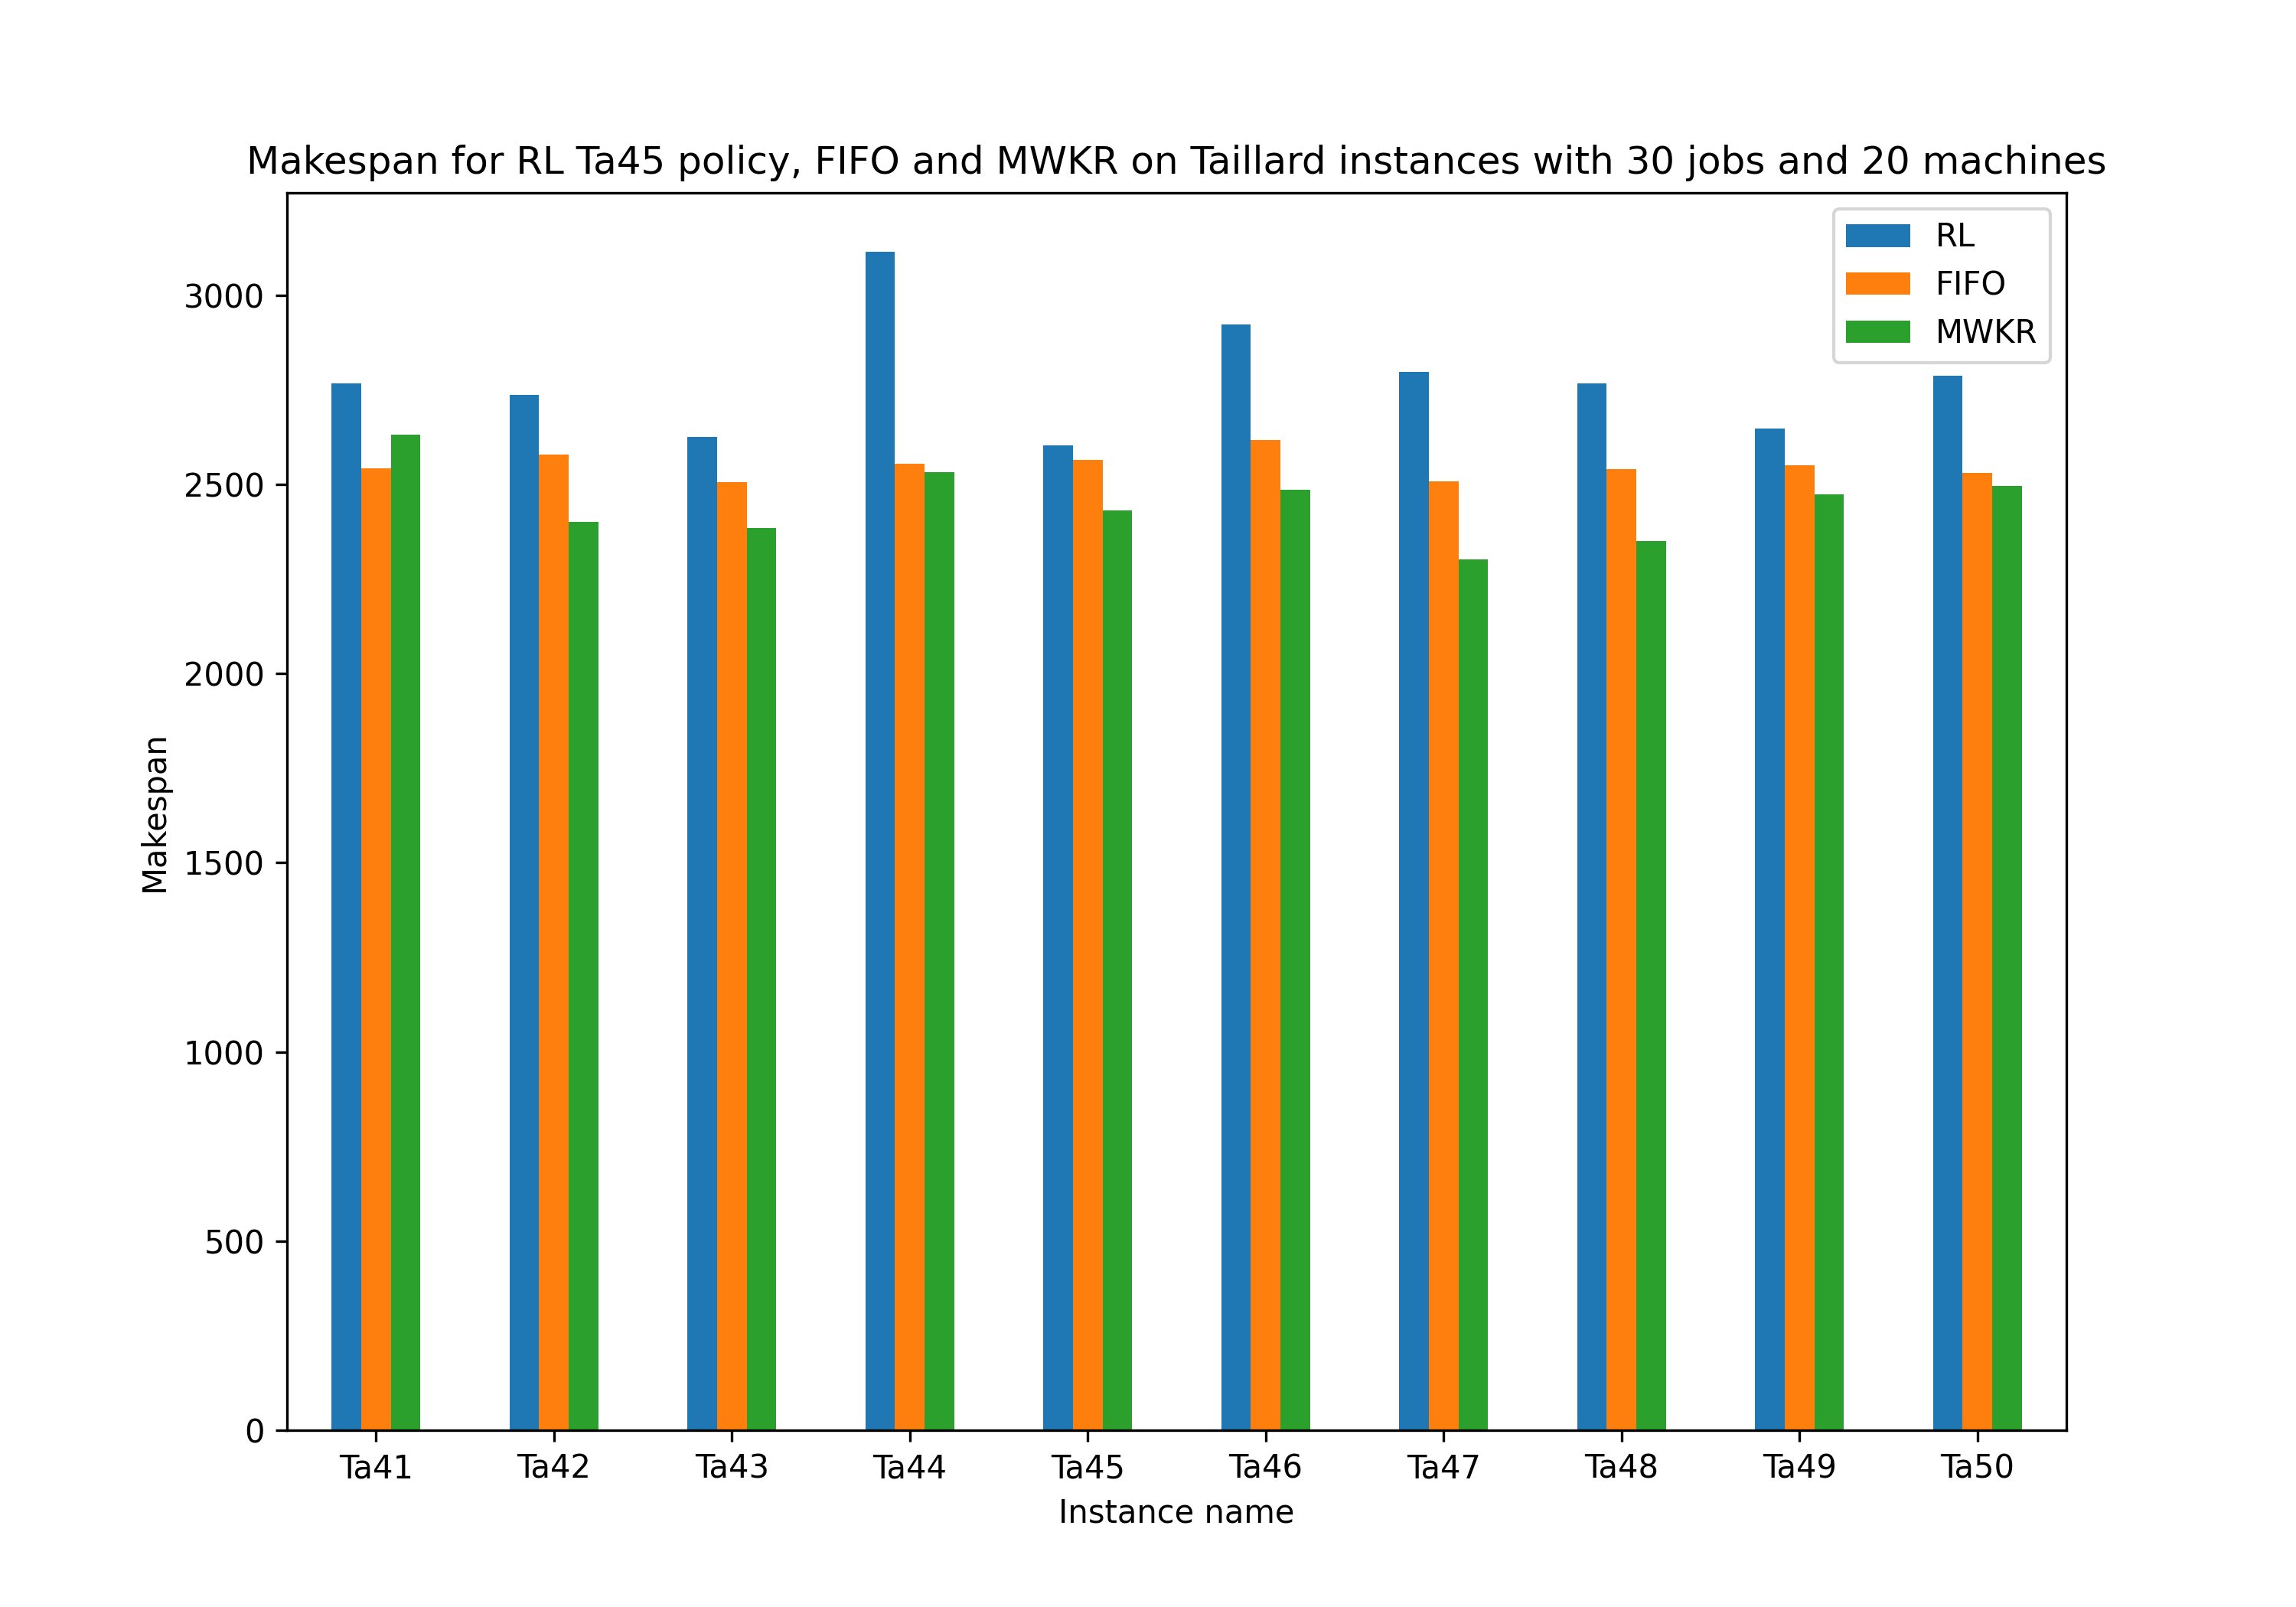 Makespan for RL Ta45 policy, FIFO and MWKR on Taillard instances with 30 jobs and 20 machines
RL
FIFO
MWKR
3000
2500
2000
1500
1000
500
0
Makespan
Ta41 Ta42 Ta43 Ta44 Ta45 Ta46 Ta47 Ta48 Ta49 Ta50
Instance name